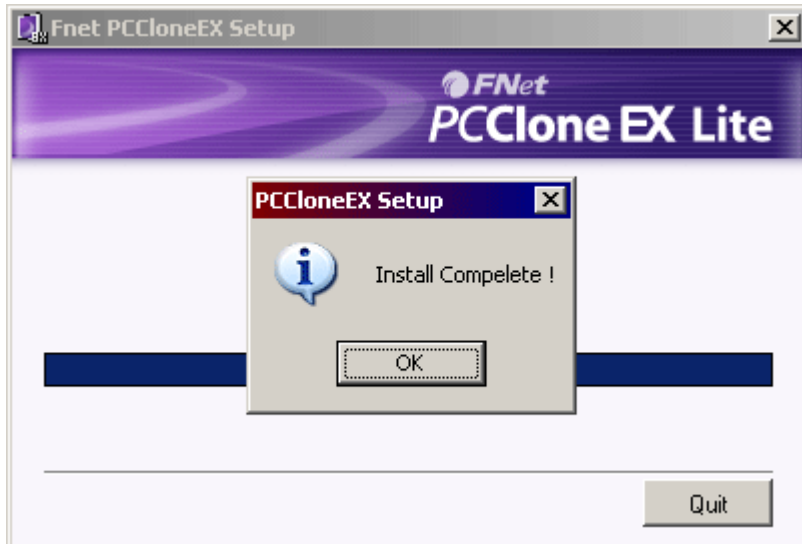 Fnet PCCloneEX Setup
FNet
PCClone EX Lite
PCCloneEX Setup
Install Compelete !
OK
Quit